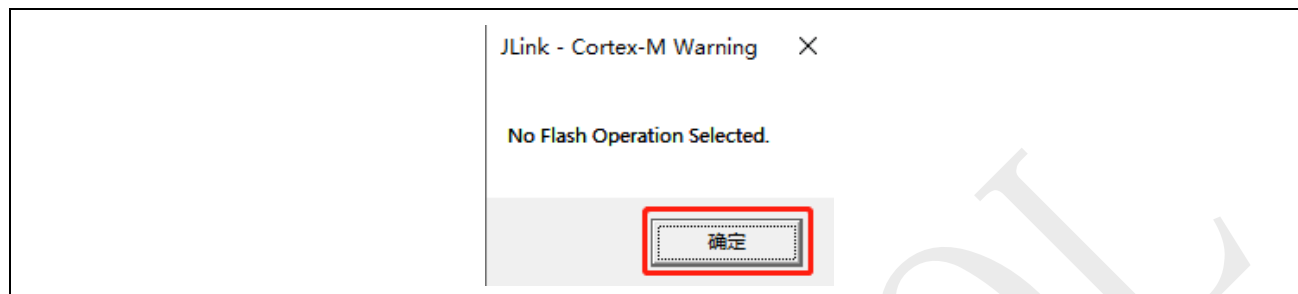 JLink - Cortex-M Warning
No Flash Operation Selected.
确定